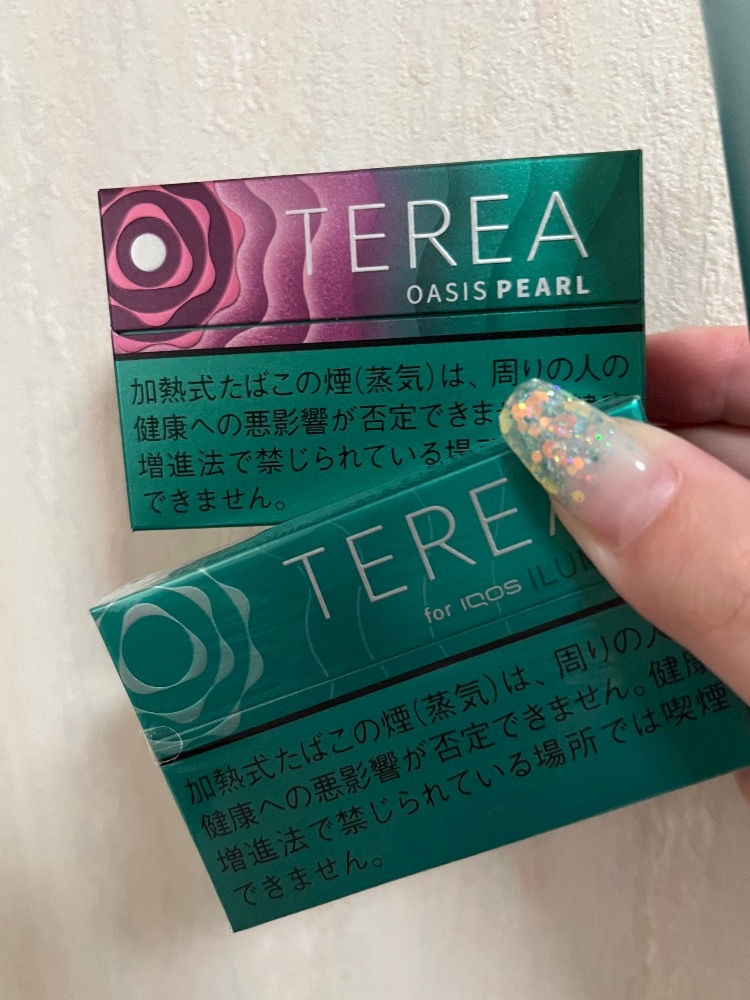 TEREA
OASIS PEARL
加熱式たばこの煙(蒸気)は、周りの人の
健康への悪影響が否定できま
増進法で禁じられている場
できません。
TERE
for IQOS ILU
加熱式たばこの煙(蒸気)は、周りの人
健康への悪影響が否定できません。健康
増進法で禁じられている場所では喫煙
できません。